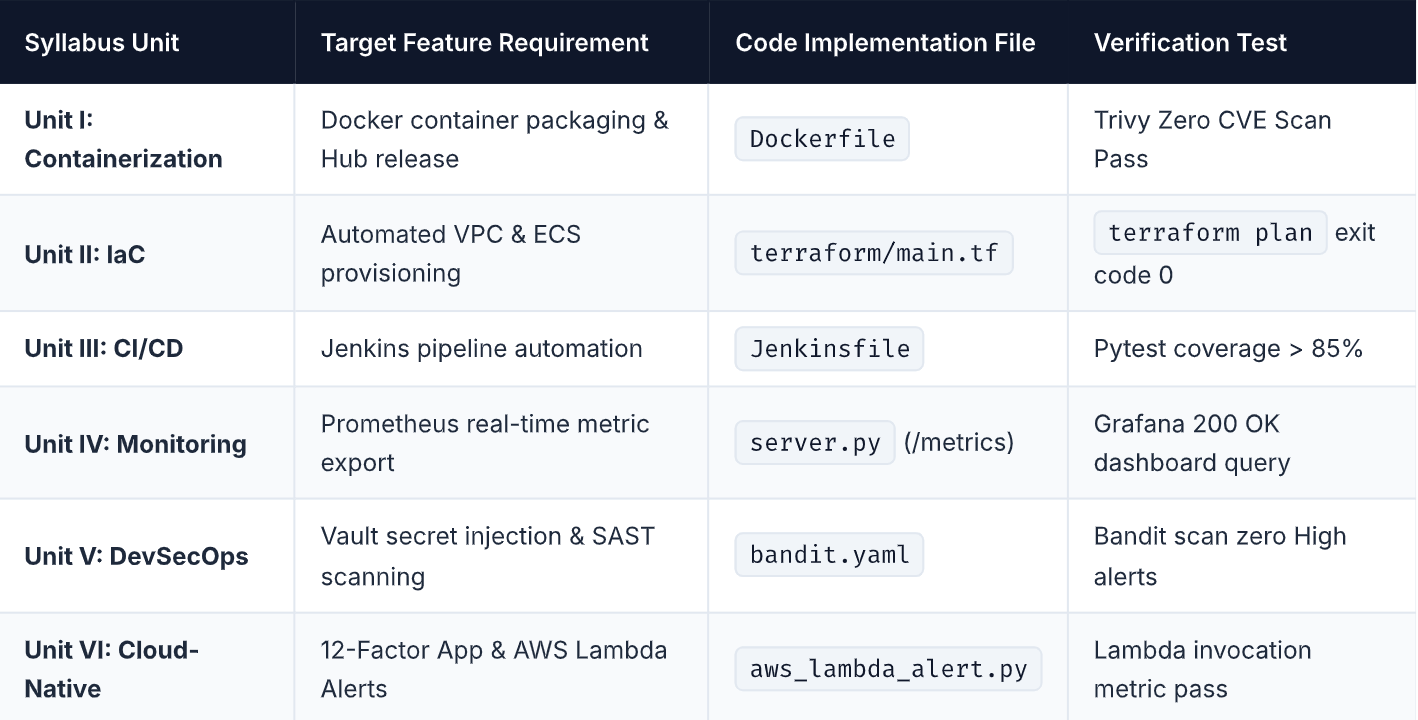 Syllabus Unit Target Feature Requirement Code Implementation File Verification Test
Unit I:
Containerization
Docker container packaging &
Hub release
Dockerfile
Trivy Zero CVE Scan
Pass
Unit II: IaC
Automated VPC & ECS
provisioning
terraform/main.tf
terraform plan exit
code 0
Unit III: CI/CD
Jenkins pipeline automation
Jenkinsfile
Pytest coverage > 85%
Unit IV: Monitoring
Prometheus real-time metric
export
server.py (/metrics)
Grafana 200 OK
dashboard query
Unit V: DevSecOps
Vault secret injection & SAST
scanning
bandit.yaml
Bandit scan zero High
alerts
Unit VI: Cloud-
Native
12-Factor App & AWS Lambda
Alerts
aws_lambda_alert.py
Lambda invocation
metric pass